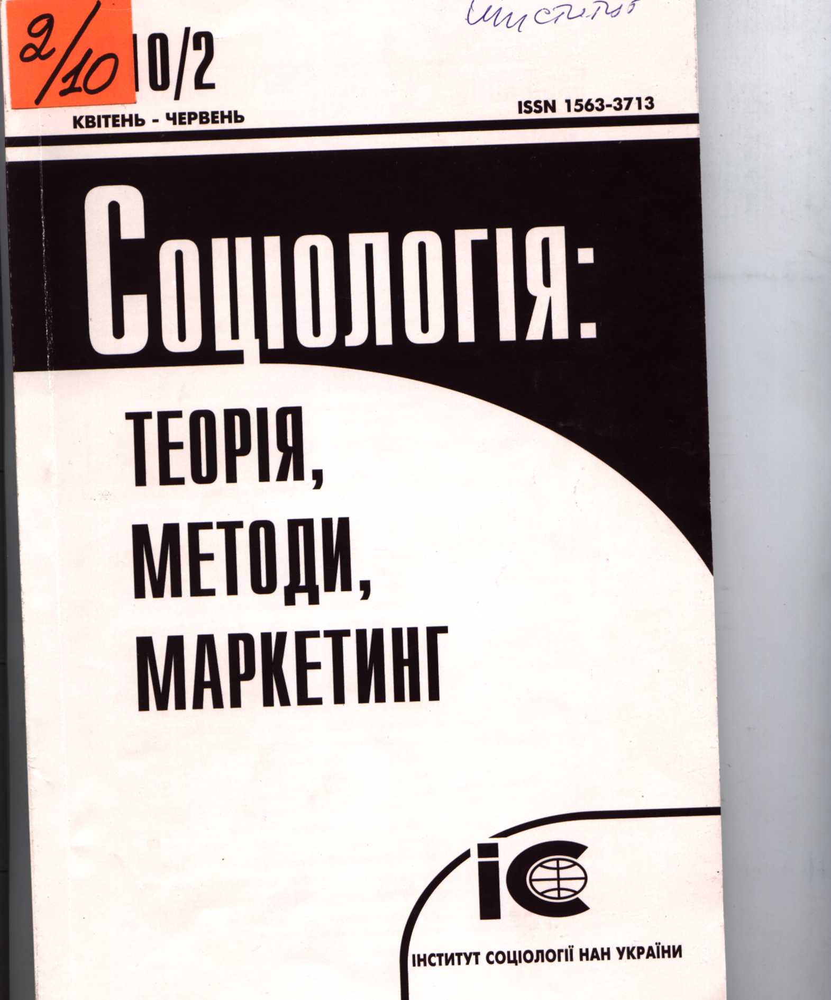 2/10
10/2
КВІТЕНЬ - ЧЕРВЕНЬ
ISSN 1563-3713
Соціологія:
ТЕОРІЯ,
МЕТОДИ,
МАРКЕТИНГ
іС
ІНСТИТУТ СОЦІОЛОГІЇ НАН УКРАЇНИ